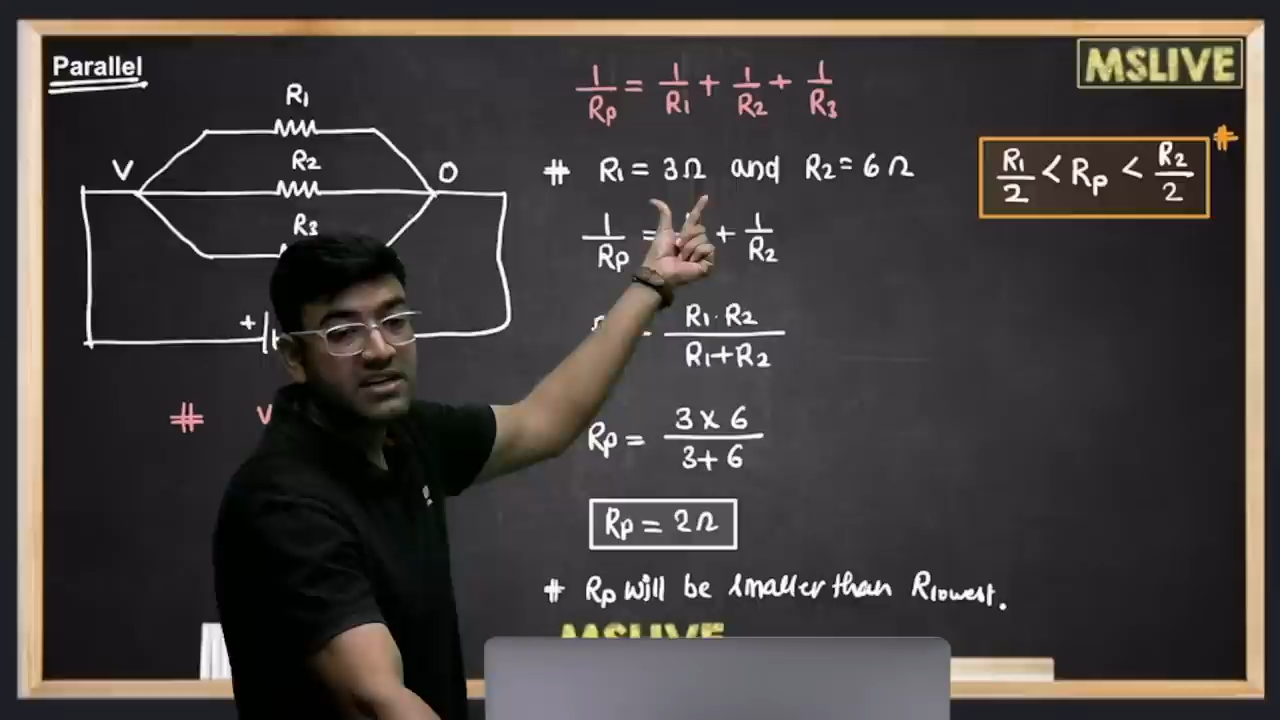 Parallel
MSLIVE
R1
R2
R3
V
O
+
1/Rp = 1/R1 + 1/R2 + 1/R3
# R1 = 3Ω and R2 = 6Ω
R1/2 < Rp < R2/2 *
1/Rp = + 1/R2
= R1·R2/R1+R2
Rp = 3×6/3+6
# V
Rp = 2Ω
# Rp will be smaller than Rlowest.
MSLIVE